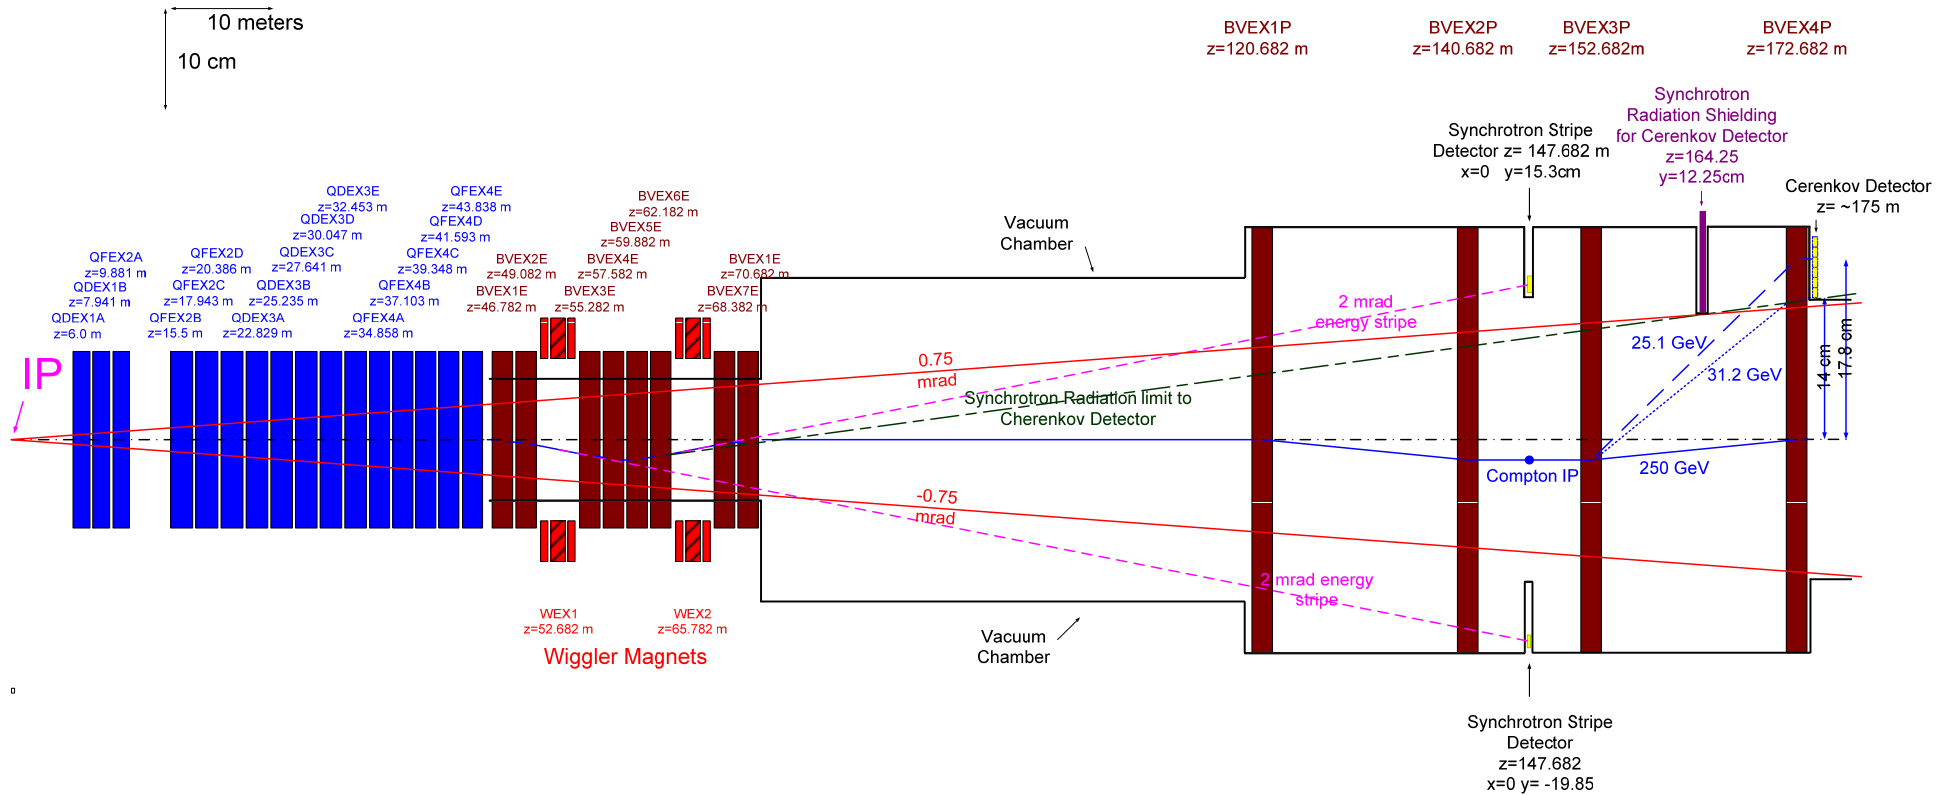 10 meters
10 cm
BVEX1P
z=120.682 m
BVEX2P
z=140.682 m
BVEX3P
z=152.682m
BVEX4P
z=172.682 m
Synchrotron
Radiation Shielding
for Cerenkov Detector
z=164.25
y=12.25cm
Synchrotron Stripe
Detector z= 147.682 m
x=0 y=15.3cm
Cerenkov Detector
z= ~175 m
QDEX3E
z=32.453 m
QFEX4E
z=43.838 m
BVEX6E
z=62.182 m
QDEX3D
z=30.047 m
QFEX4D
z=41.593 m
BVEX5E
z=59.882 m
Vacuum
Chamber
QFEX2A
z=9.881 m
QFEX2D
z=20.386 m
QDEX3C
z=27.641 m
QFEX4C
z=39.348 m
BVEX2E
z=49.082 m
BVEX4E
z=57.582 m
BVEX1E
z=70.682 m
QDEX1B
z=7.941 m
QFEX2C
z=17.943 m
QDEX3B
z=25.235 m
QFEX4B
z=37.103 m
BVEX1E
z=46.782 m
BVEX3E
z=55.282 m
BVEX7E
z=68.382 m
QDEX1A
z=6.0 m
QFEX2B
z=15.5 m
QDEX3A
z=22.829 m
QFEX4A
z=34.858 m
2 mrad
energy stripe
25.1 GeV
31.2 GeV
14 cm
17.8 cm
IP
0.75
mrad
Synchrotron Radiation limit to
Cherenkov Detector
Compton IP
250 GeV
-0.75
mrad
2 mrad energy
stripe
WEX1
z=52.682 m
WEX2
z=65.782 m
Wiggler Magnets
Vacuum
Chamber
Synchrotron Stripe
Detector
z=147.682
x=0 y= -19.85